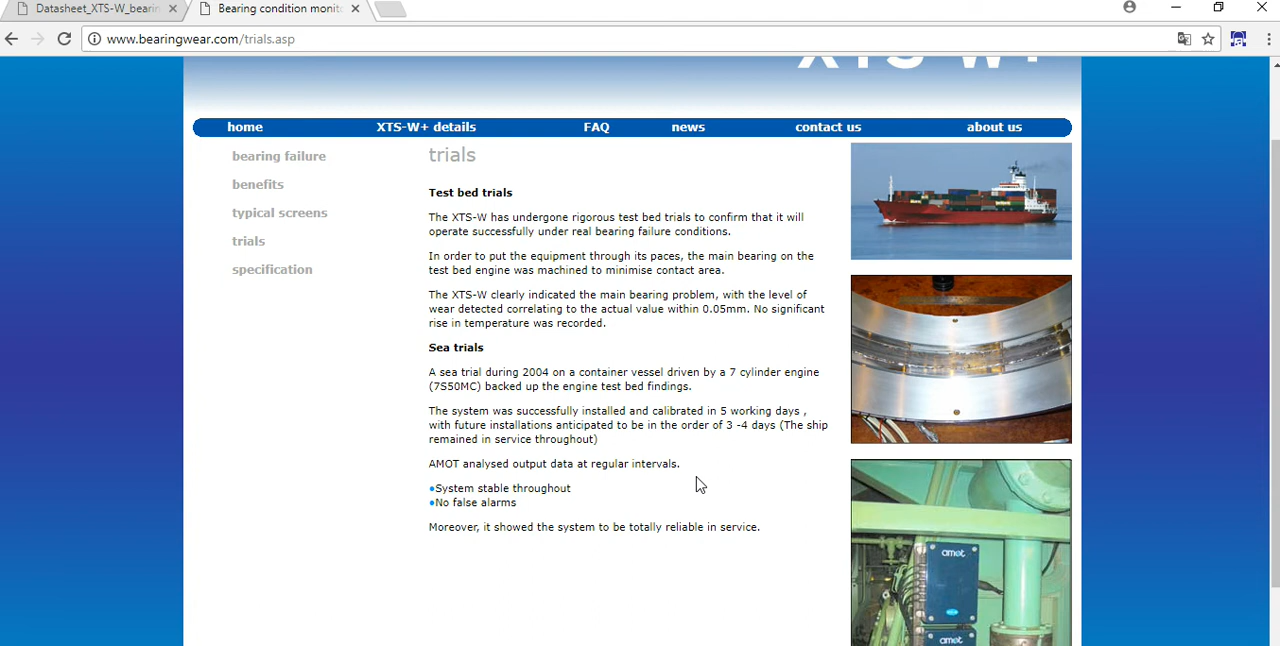 Datasheet_XTS-W_bearin
Bearing condition monit
www.bearingwear.com/trials.asp
home
XTS-W+ details
FAQ
news
contact us
about us
bearing failure
benefits
typical screens
trials
specification
trials
Test bed trials
The XTS-W has undergone rigorous test bed trials to confirm that it will
operate successfully under real bearing failure conditions.
In order to put the equipment through its paces, the main bearing on the
test bed engine was machined to minimise contact area.
The XTS-W clearly indicated the main bearing problem, with the level of
wear detected correlating to the actual value within 0.05mm. No significant
rise in temperature was recorded.
Sea trials
A sea trial during 2004 on a container vessel driven by a 7 cylinder engine
(7S50MC) backed up the engine test bed findings.
The system was successfully installed and calibrated in 5 working days ,
with future installations anticipated to be in the order of 3 -4 days (The ship
remained in service throughout)
AMOT analysed output data at regular intervals.
•System stable throughout
•No false alarms
Moreover, it showed the system to be totally reliable in service.
amot
amot